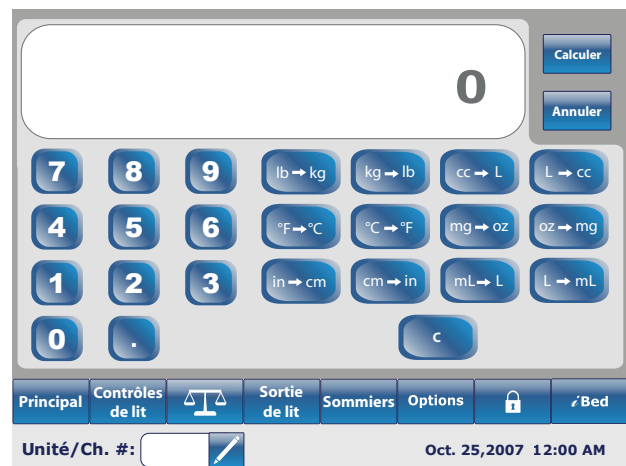 0
Calculer
Annuler
7 8 9 lb → kg kg → lb cc → L L → cc
4 5 6 °F → °C °C → °F mg → oz oz → mg
1 2 3 in → cm cm → in mL → L L → mL
0 . c
Principal Contrôles de lit Sortie de lit Sommiers Options iBed
Unité/Ch. #: Oct. 25,2007 12:00 AM